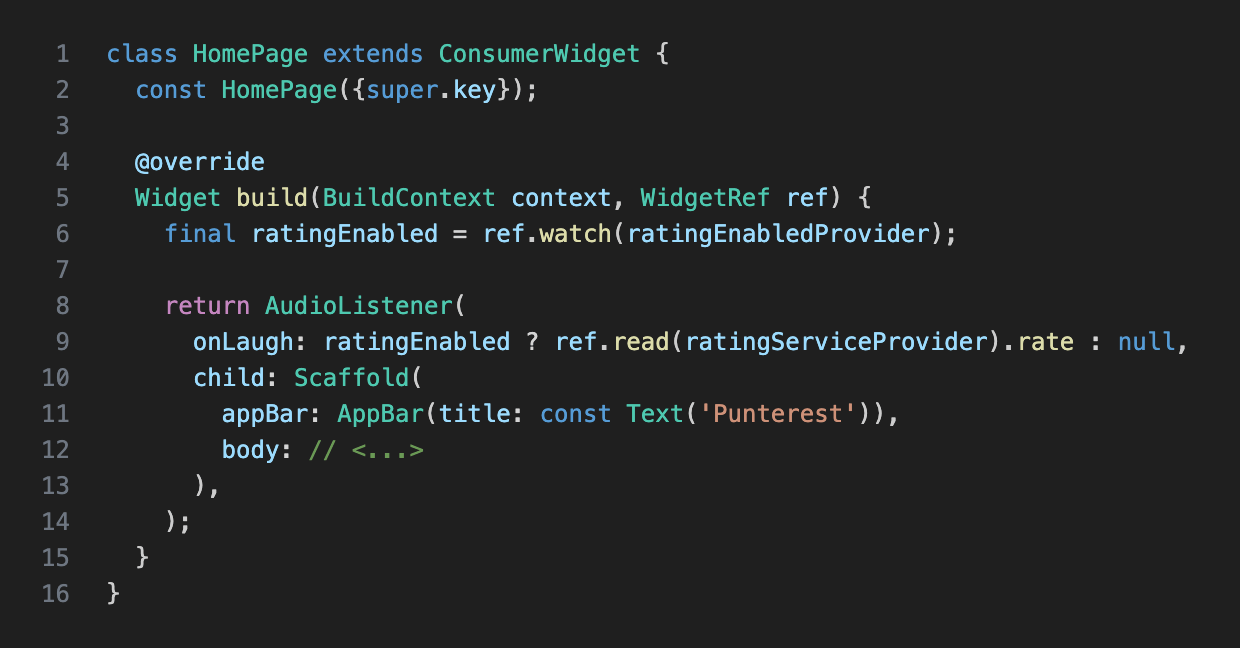 1 class HomePage extends ConsumerWidget {
2   const HomePage({super.key});
3
4   @override
5   Widget build(BuildContext context, WidgetRef ref) {
6     final ratingEnabled = ref.watch(ratingEnabledProvider);
7
8     return AudioListener(
9       onLaugh: ratingEnabled ? ref.read(ratingServiceProvider).rate : null,
10       child: Scaffold(
11         appBar: AppBar(title: const Text('Punterest')),
12         body: // <...>
13       ),
14     );
15   }
16 }